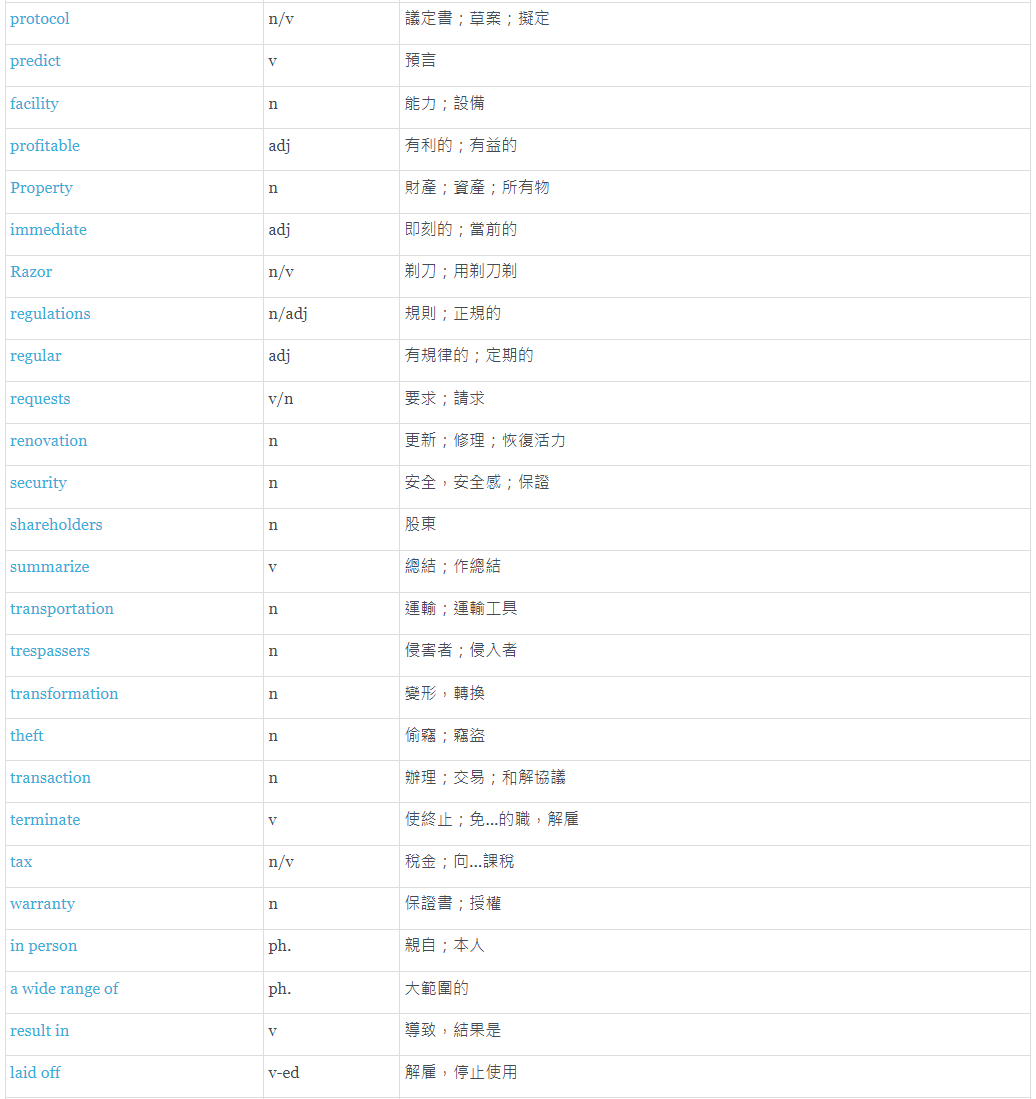 protocol n/v 議定書；草案；擬定
predict v 預言
facility n 能力；設備
profitable adj 有利的；有益的
Property n 財產；資產；所有物
immediate adj 即刻的；當前的
Razor n/v 剃刀；用剃刀剃
regulations n/adj 規則；正規的
regular adj 有規律的；定期的
requests v/n 要求；請求
renovation n 更新；修理；恢復活力
security n 安全，安全感；保證
shareholders n 股東
summarize v 總結；作總結
transportation n 運輸；運輸工具
trespassers n 侵害者；侵入者
transformation n 變形，轉換
theft n 偷竊；竊盜
transaction n 辦理；交易；和解協議
terminate v 使終止；免...的職，解雇
tax n/v 稅金；向...課稅
warranty n 保證書；授權
in person ph. 親自；本人
a wide range of ph. 大範圍的
result in v 導致，結果是
laid off v-ed 解雇，停止使用